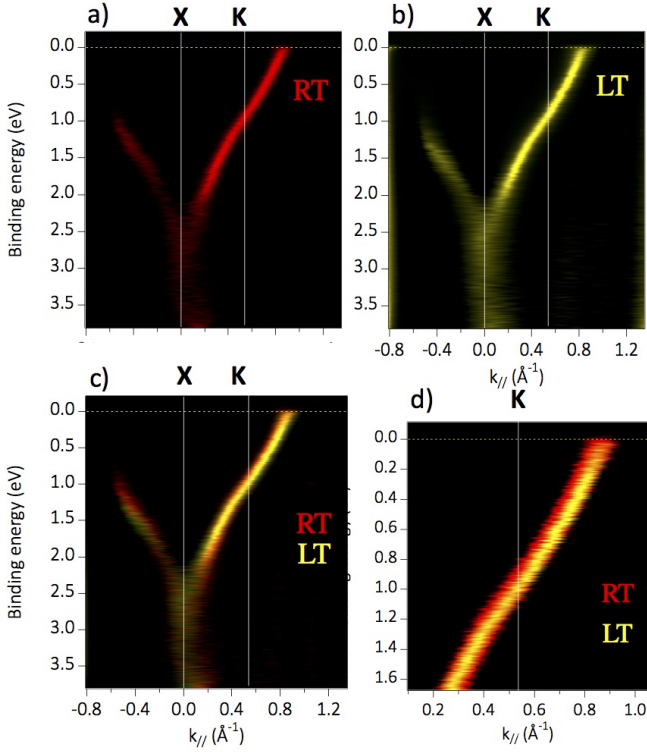 a)
X K
RT
Binding energy (eV)
0.0
0.5
1.0
1.5
2.0
2.5
3.0
3.5
b)
X K
LT
0.0
0.5
1.0
1.5
2.0
2.5
3.0
3.5
-0.8 -0.4 0.0 0.4 0.8 1.2
k// (Å-1)
c)
X K
RT
LT
Binding energy (eV)
0.0
0.5
1.0
1.5
2.0
2.5
3.0
3.5
-0.8 -0.4 0.0 0.4 0.8 1.2
k// (Å-1)
d)
K
RT
LT
0.0
0.2
0.4
0.6
0.8
1.0
1.2
1.4
1.6
0.2 0.4 0.6 0.8 1.0
k// (Å-1)